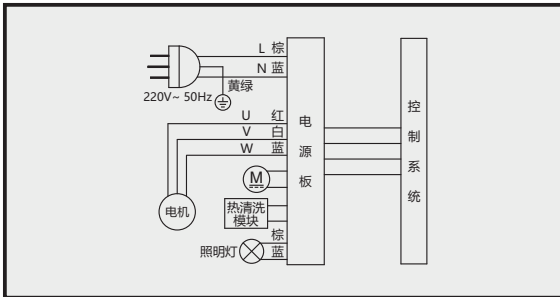 L 棕
N 蓝
黄绿
220V~ 50Hz
U 红
V 白
W 蓝
M
电机
热清洗
模块
棕
照明灯
蓝
电源板
控制系统